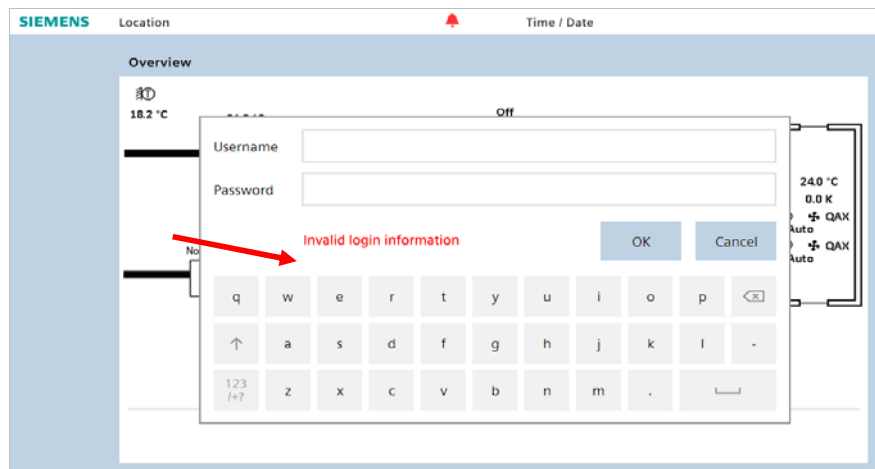 SIEMENS Location Time / Date
Overview
18.2 °C
Off
Username
Password
24.0 °C
0.0 K
QAX
Auto
QAX
Auto
Invalid login information OK Cancel
No
q w e r t y u i o p
a s d f g h j k l -
123
/+?
z x c v b n m .